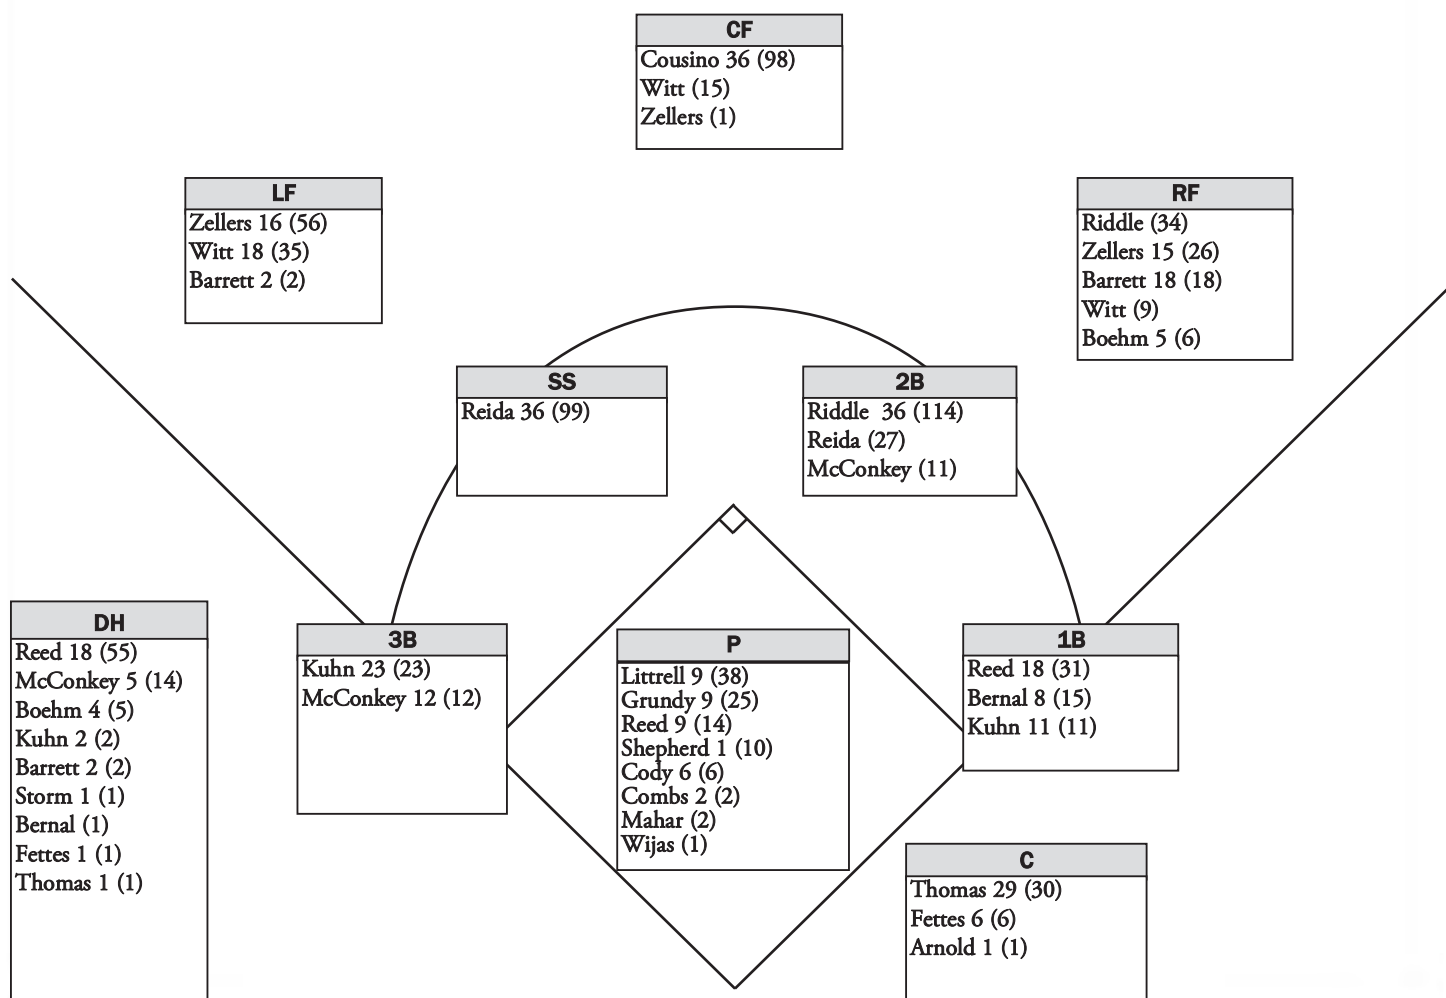 CF
Cousino 36 (98)
Witt (15)
Zellers (1)
LF
Zellers 16 (56)
Witt 18 (35)
Barrett 2 (2)
RF
Riddle (34)
Zellers 15 (26)
Barrett 18 (18)
Witt (9)
Boehm 5 (6)
SS
Reida 36 (99)
2B
Riddle 36 (114)
Reida (27)
McConkey (11)
DH
Reed 18 (55)
McConkey 5 (14)
Boehm 4 (5)
Kuhn 2 (2)
Barrett 2 (2)
Storm 1 (1)
Bernal (1)
Fettes 1 (1)
Thomas 1 (1)
3B
Kuhn 23 (23)
McConkey 12 (12)
P
Littrell 9 (38)
Grundy 9 (25)
Reed 9 (14)
Shepherd 1 (10)
Cody 6 (6)
Combs 2 (2)
Mahar (2)
Wijas (1)
1B
Reed 18 (31)
Bernal 8 (15)
Kuhn 11 (11)
C
Thomas 29 (30)
Fettes 6 (6)
Arnold 1 (1)